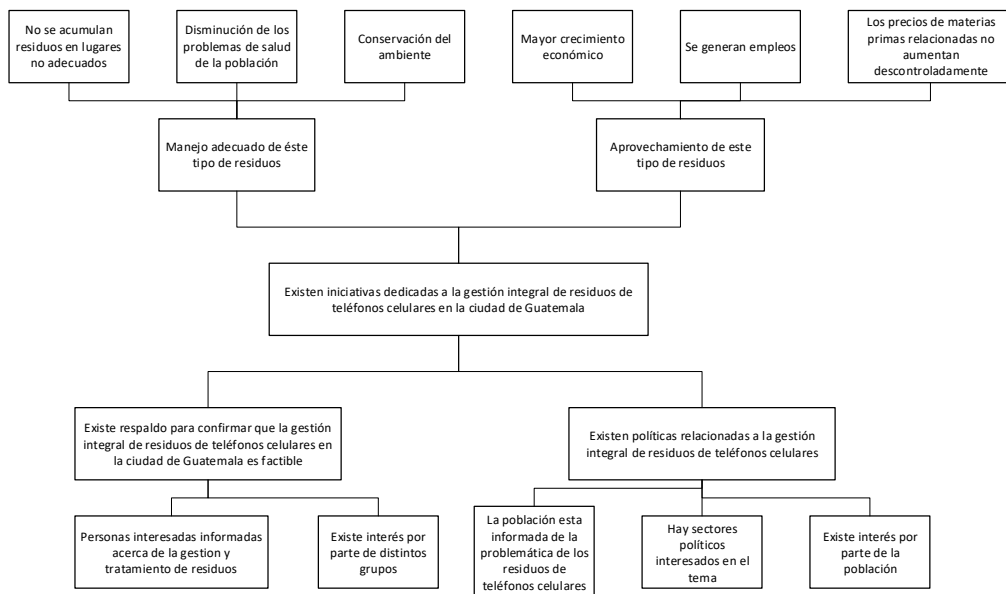 No se acumulan
residuos en lugares
no adecuados
Disminución de los
problemas de salud
de la población
Conservación del
ambiente
Mayor crecimiento
económico
Se generan empleos
Los precios de materias
primas relacionadas no
aumentan
descontroladamente
Manejo adecuado de éste
tipo de residuos
Aprovechamiento de este
tipo de residuos
Existen iniciativas dedicadas a la gestión integral de residuos de
teléfonos celulares en la ciudad de Guatemala
Existe respaldo para confirmar que la gestión
integral de residuos de teléfonos celulares en
la ciudad de Guatemala es factible
Existen políticas relacionadas a la gestión
integral de residuos de teléfonos celulares
Personas interesadas informadas
acerca de la gestion y
tratamiento de residuos
Existe interés por
parte de distintos
grupos
La población esta
informada de la
problemática de los
residuos de
teléfonos celulares
Hay sectores
políticos
interesados en el
tema
Existe interés por
parte de la
población